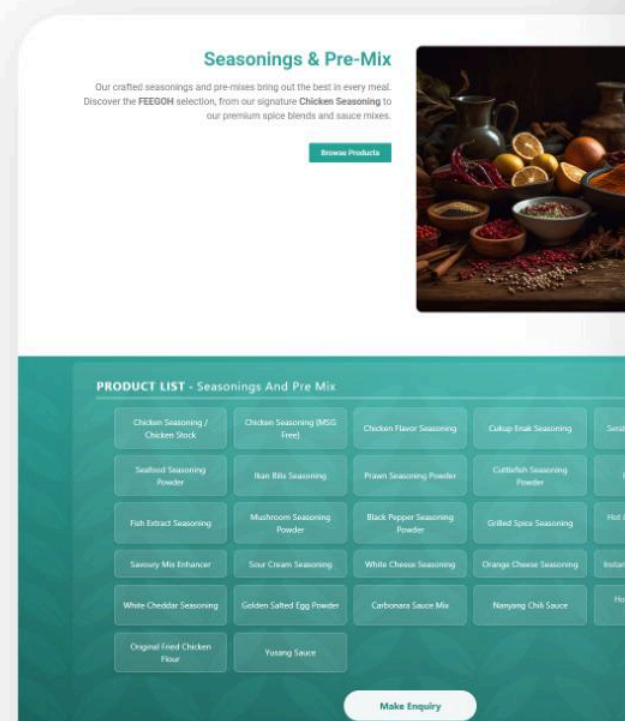 Seasonings & Pre-Mix
Our crafted seasonings and pre-mixes bring out the best in every meal.
Discover the FEEGOH selection, from our signature Chicken Seasoning to
our premium spice blends and sauce mixes.
Browse Products
PRODUCT LIST - Seasonings And Pre Mix
Chicken Seasoning /
Chicken Stock
Chicken Seasoning (MSG
Free)
Chicken Flavor Seasoning
Cukup Enak Seasoning
Seafood Seasoning
Powder
Ikan Bilis Seasoning
Prawn Seasoning Powder
Cuttlefish Seasoning
Powder
Fish Extract Seasoning
Mushroom Seasoning
Powder
Black Pepper Seasoning
Powder
Grilled Spice Seasoning
Hot
Savoury Mix Enhancer
Sour Cream Seasoning
White Cheese Seasoning
Orange Cheese Seasoning
White Cheddar Seasoning
Golden Salted Egg Powder
Carbonara Sauce Mix
Nanyang Chili Sauce
Original Fried Chicken
Flour
Yusang Sauce
Make Enquiry